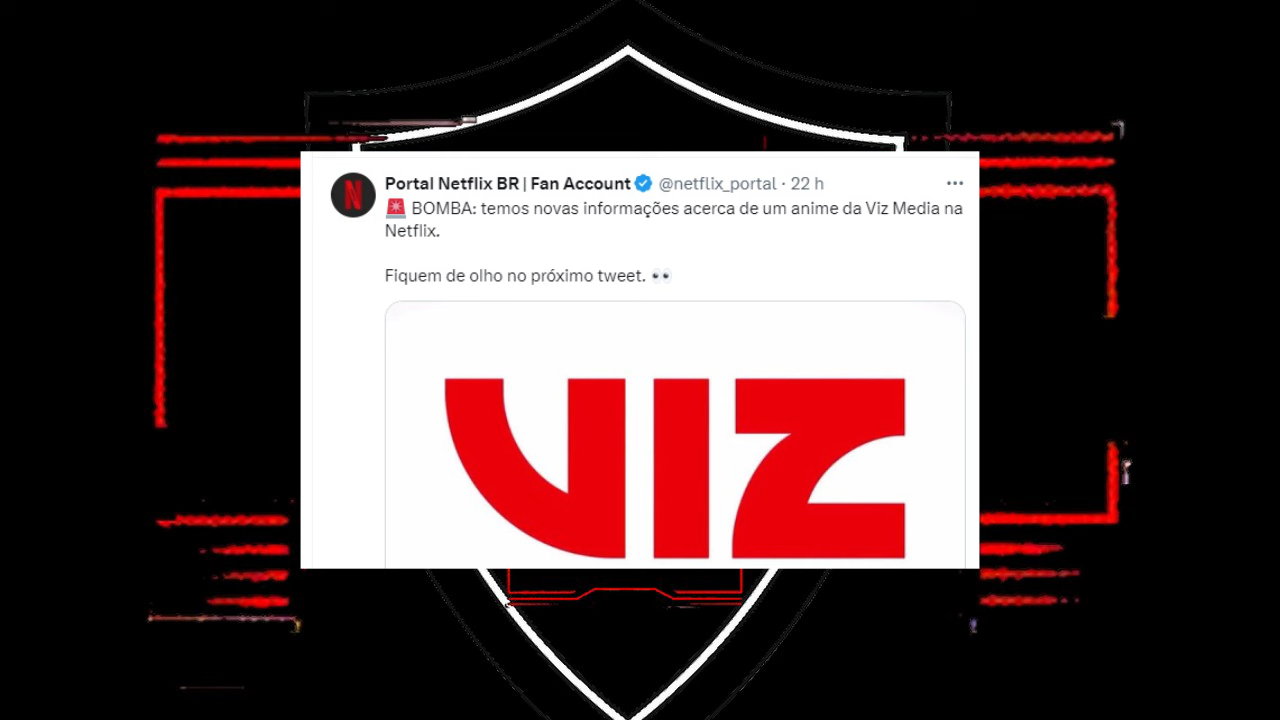 Portal Netflix BR | Fan Account @netflix_portal · 22 h
🚨 BOMBA: temos novas informações acerca de um anime da Viz Media na
Netflix.
Fiquem de olho no próximo tweet. 👀
VIZ